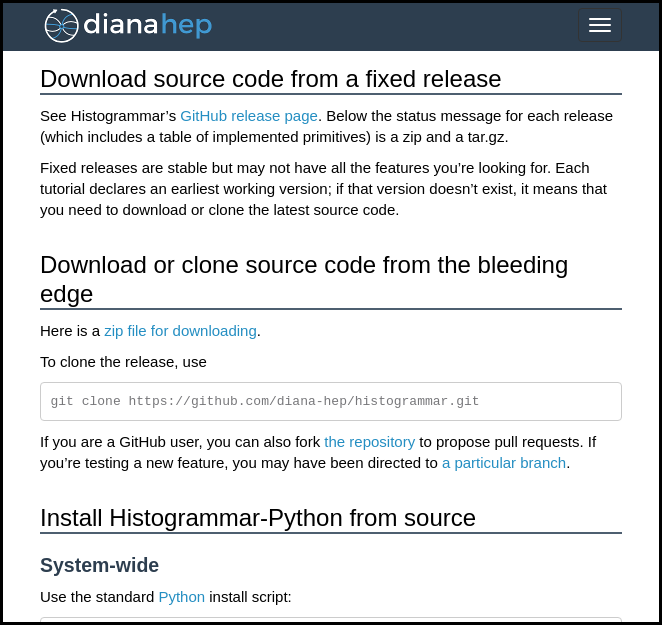 dianahep
Download source code from a fixed release
See Histogrammar’s GitHub release page. Below the status message for each release
(which includes a table of implemented primitives) is a zip and a tar.gz.
Fixed releases are stable but may not have all the features you’re looking for. Each
tutorial declares an earliest working version; if that version doesn’t exist, it means that
you need to download or clone the latest source code.
Download or clone source code from the bleeding
edge
Here is a zip file for downloading.
To clone the release, use
git clone https://github.com/diana-hep/histogrammar.git
If you are a GitHub user, you can also fork the repository to propose pull requests. If
you’re testing a new feature, you may have been directed to a particular branch.
Install Histogrammar-Python from source
System-wide
Use the standard Python install script: